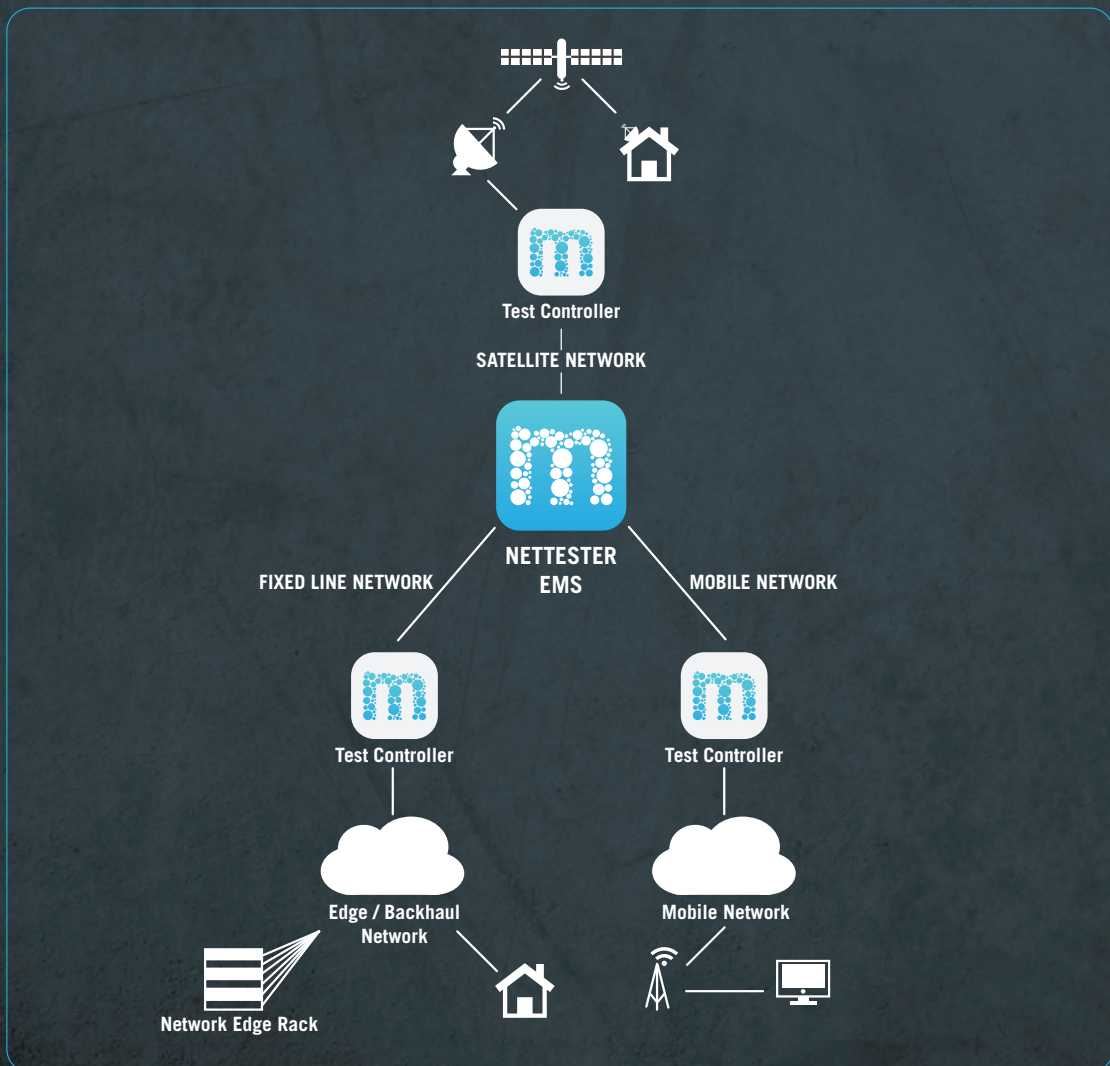 Test Controller
SATELLITE NETWORK
NETTESTER
EMS
FIXED LINE NETWORK
MOBILE NETWORK
Test Controller
Test Controller
Edge / Backhaul
Network
Mobile Network
Network Edge Rack